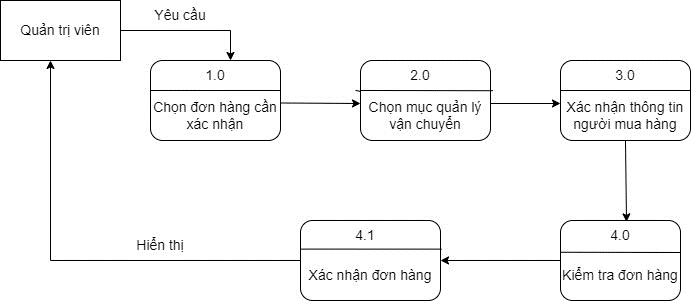 Quản trị viên
Yêu cầu
1.0
Chọn đơn hàng cần
xác nhận
2.0
Chọn mục quản lý
vận chuyển
3.0
Xác nhận thông tin
người mua hàng
4.0
Kiểm tra đơn hàng
4.1
Xác nhận đơn hàng
Hiển thị